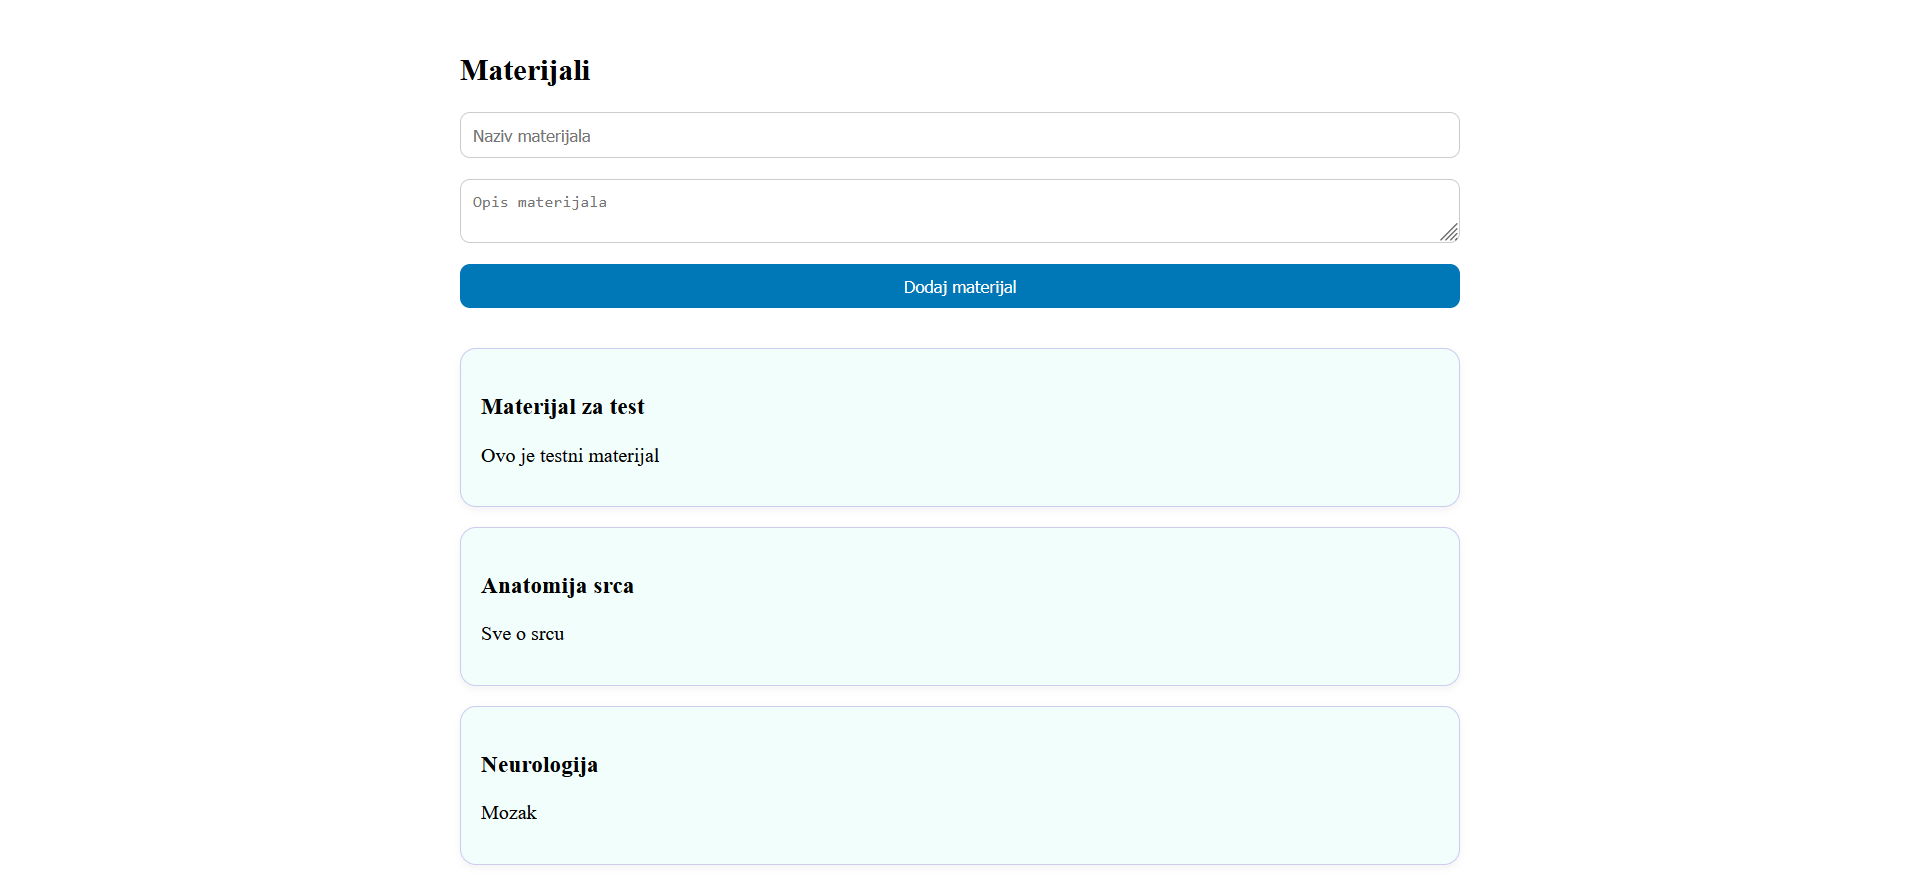 Materijali
Naziv materijala
Opis materijala
Dodaj materijal
Materijal za test
Ovo je testni materijal
Anatomija srca
Sve o srcu
Neurologija
Mozak